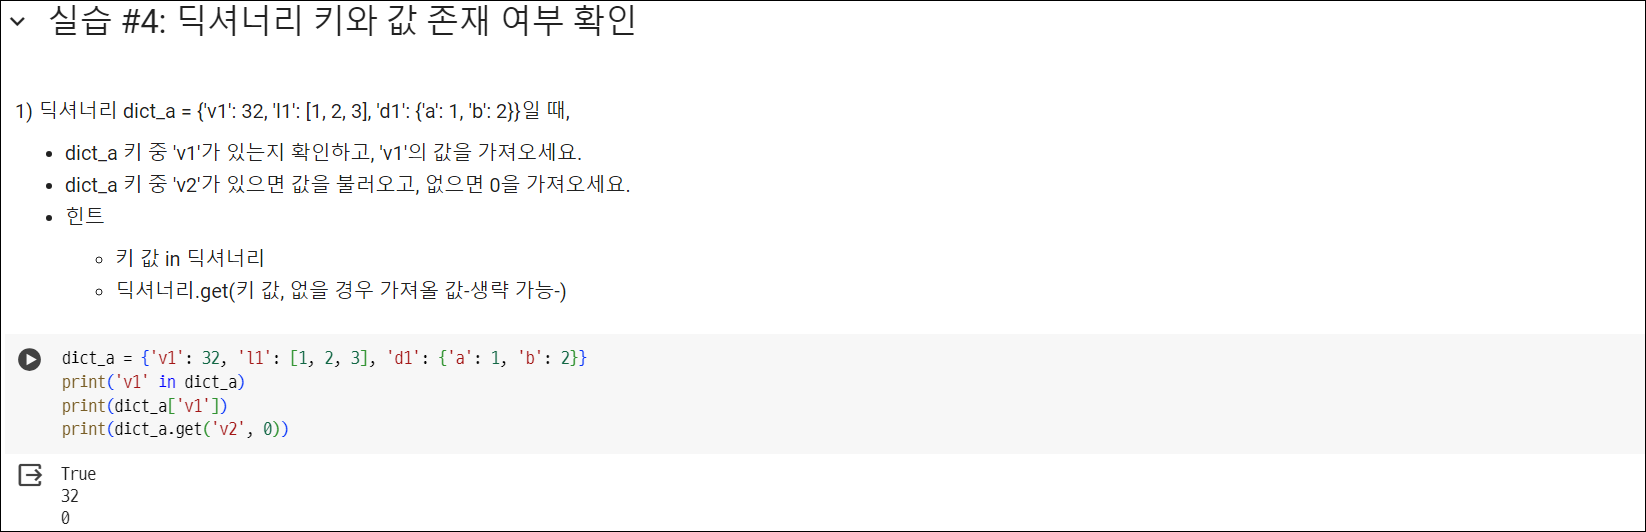 실습 #4: 딕셔너리 키와 값 존재 여부 확인
1) 딕셔너리 dict_a = {'v1': 32, 'l1': [1, 2, 3], 'd1': {'a': 1, 'b': 2}}일 때,
• dict_a 키 중 'v1'가 있는지 확인하고, 'v1'의 값을 가져오세요.
• dict_a 키 중 'v2'가 있으면 값을 불러오고, 없으면 0을 가져오세요.
• 힌트
◦ 키 값 in 딕셔너리
◦ 딕셔너리.get(키 값, 없을 경우 가져올 값-생략 가능-)
dict_a = {'v1': 32, 'l1': [1, 2, 3], 'd1': {'a': 1, 'b': 2}}
print('v1' in dict_a)
print(dict_a['v1'])
print(dict_a.get('v2', 0))
True
32
0